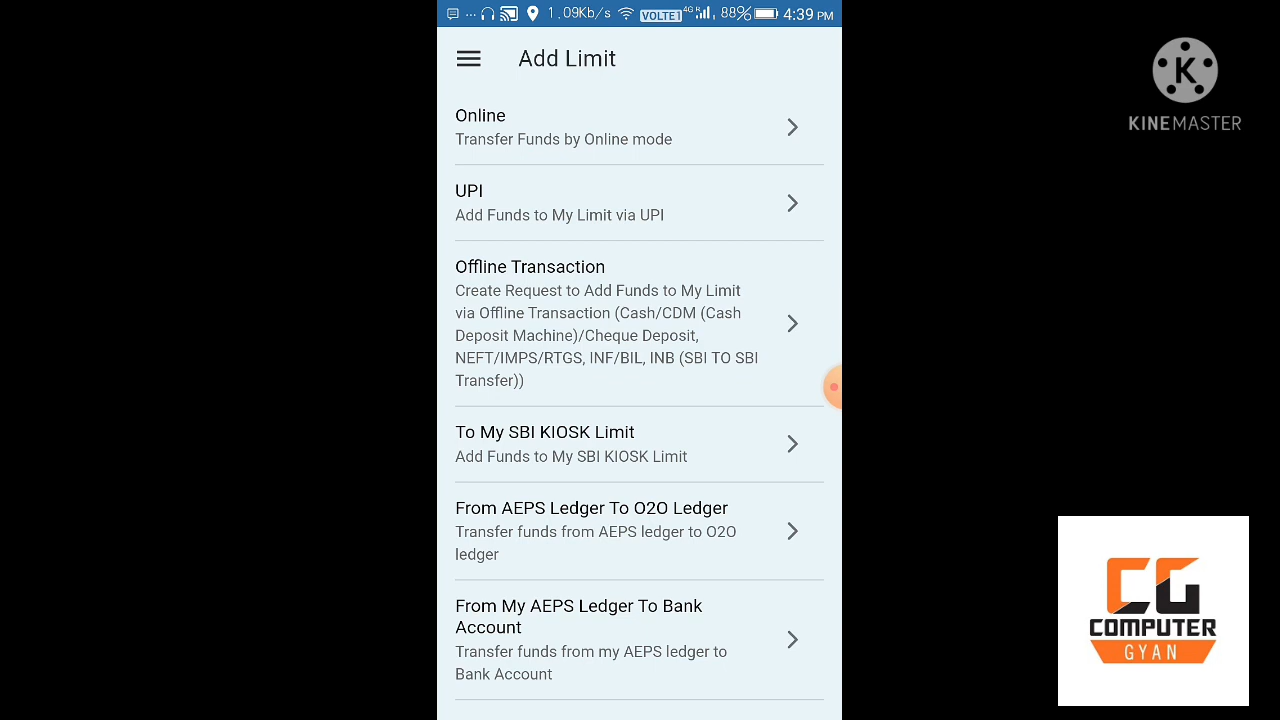 1.09Kb/s VOLTE1 4G R 88% 4:39 PM
Add Limit
Online
Transfer Funds by Online mode
UPI
Add Funds to My Limit via UPI
Offline Transaction
Create Request to Add Funds to My Limit
via Offline Transaction (Cash/CDM (Cash
Deposit Machine)/Cheque Deposit,
NEFT/IMPS/RTGS, INF/BIL, INB (SBI TO SBI
Transfer))
To My SBI KIOSK Limit
Add Funds to My SBI KIOSK Limit
From AEPS Ledger To O2O Ledger
Transfer funds from AEPS ledger to O2O
ledger
From My AEPS Ledger To Bank
Account
Transfer funds from my AEPS ledger to
Bank Account
K
KINEMASTER
CG
COMPUTER
GYAN